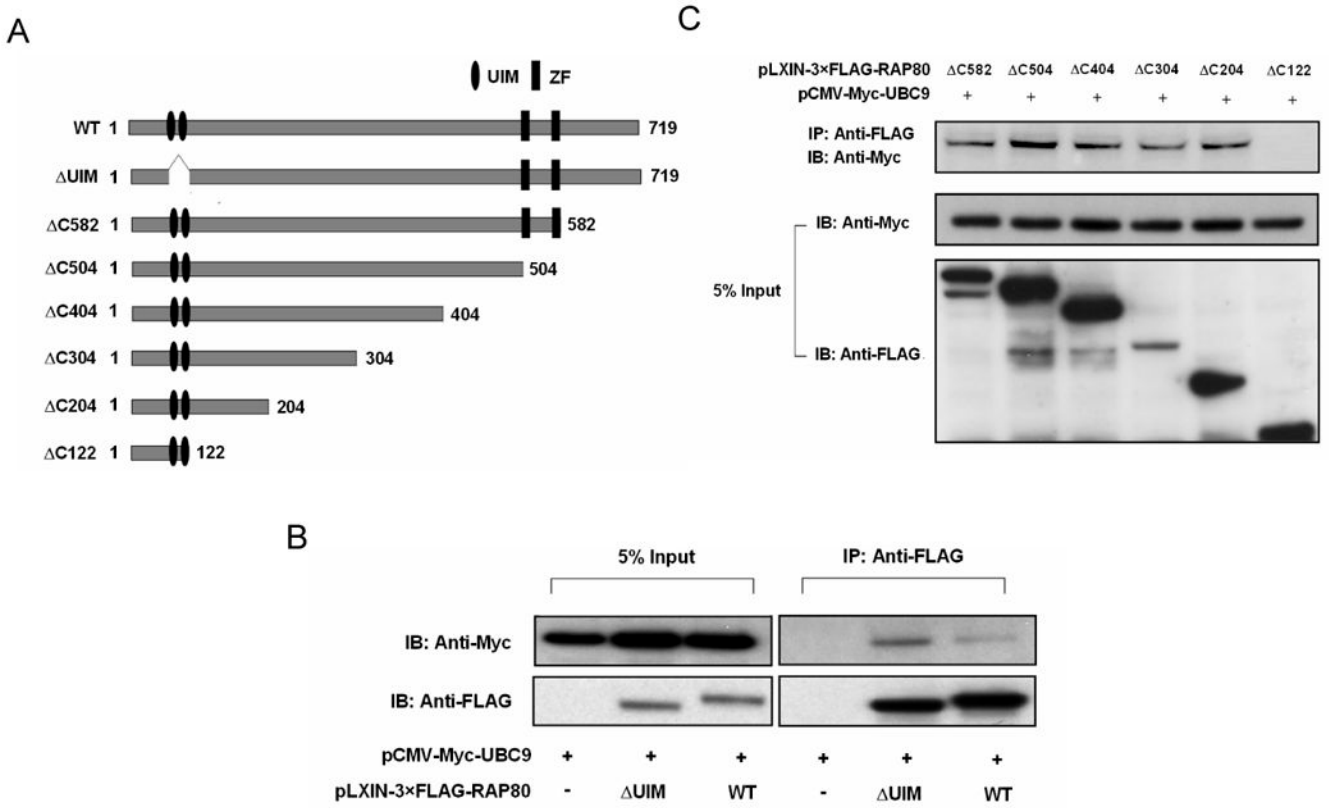 A
UIM ZF
WT 1 719
ΔUIM 1 719
ΔC582 1 582
ΔC504 1 504
ΔC404 1 404
ΔC304 1 304
ΔC204 1 204
ΔC122 1 122
C
pLXIN-3×FLAG-RAP80 ΔC582 ΔC504 ΔC404 ΔC304 ΔC204 ΔC122
pCMV-Myc-UBC9 + + + + + +
IP: Anti-FLAG
IB: Anti-Myc
IB: Anti-Myc
5% Input
IB: Anti-FLAG
B
5% Input IP: Anti-FLAG
IB: Anti-Myc
IB: Anti-FLAG
pCMV-Myc-UBC9 + + + + + +
pLXIN-3×FLAG-RAP80 - ΔUIM WT - ΔUIM WT